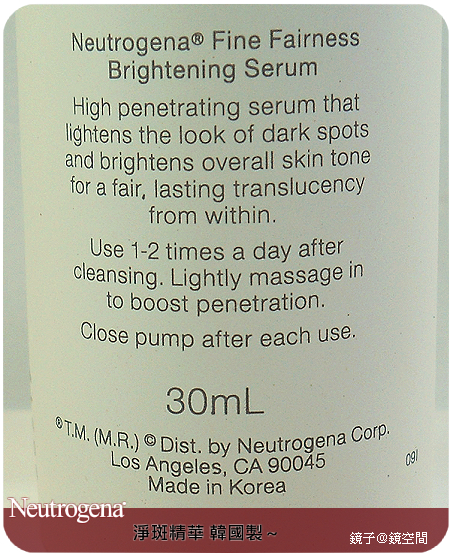 Neutrogena® Fine Fairness
Brightening Serum
High penetrating serum that
lightens the look of dark spots
and brightens overall skin tone
for a fair, lasting translucency
from within.
Use 1-2 times a day after
cleansing. Lightly massage in
to boost penetration.
Close pump after each use.
30mL
®T.M. (M.R.) © Dist. by Neutrogena Corp.
Los Angeles, CA 90045
Made in Korea
Neutrogena®
淨斑精華 韓國製~
鏡子@鏡空間